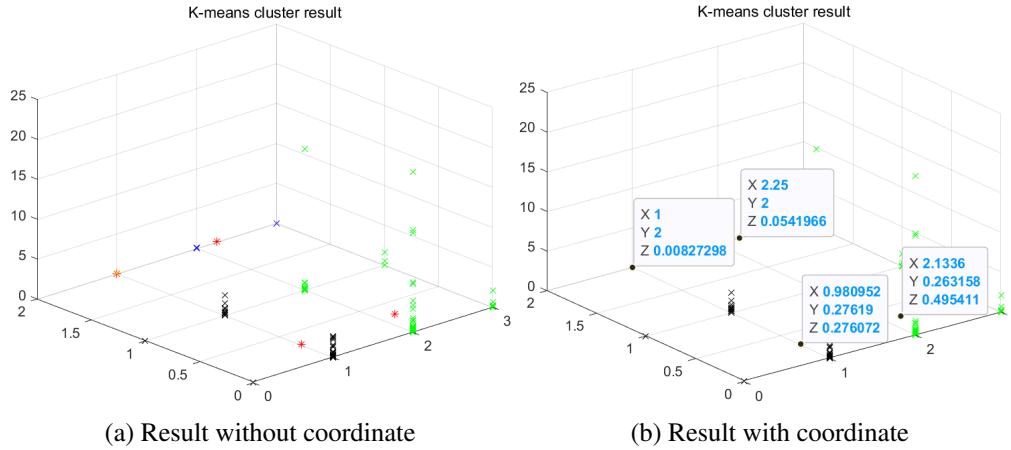 K-means cluster result
25
20
15
10
5
0
2
1.5
1
0.5
0
0
1
2
3
(a) Result without coordinate
K-means cluster result
25
20
15
10
5
0
2
1.5
1
0.5
0
0
1
2
X 1
Y 2
Z 0.00827298
X 2.25
Y 2
Z 0.0541966
X 0.980952
Y 0.27619
Z 0.276072
X 2.1336
Y 0.263158
Z 0.495411
(b) Result with coordinate